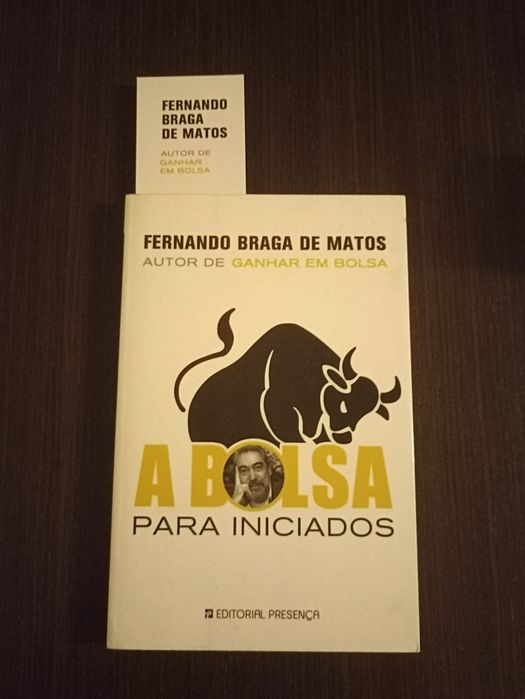 FERNANDO
BRAGA
DE MATOS
AUTOR DE
GANHAR
EM BOLSA
FERNANDO BRAGA DE MATOS
AUTOR DE GANHAR EM BOLSA
A BOLSA
PARA INICIADOS
EDITORIAL PRESENÇA